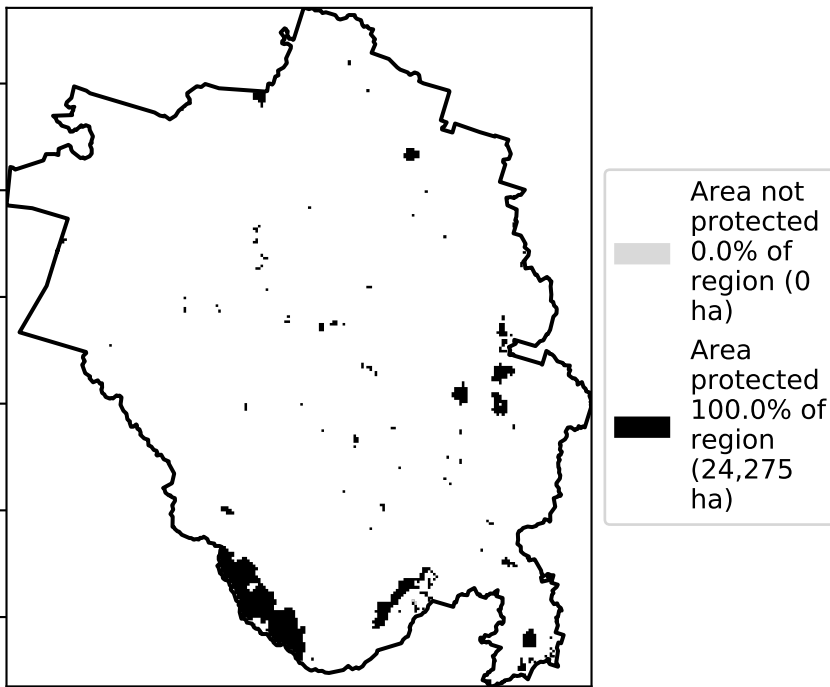 Area not
protected
0.0% of
region (0
ha)
Area
protected
100.0% of
region
(24,275
ha)